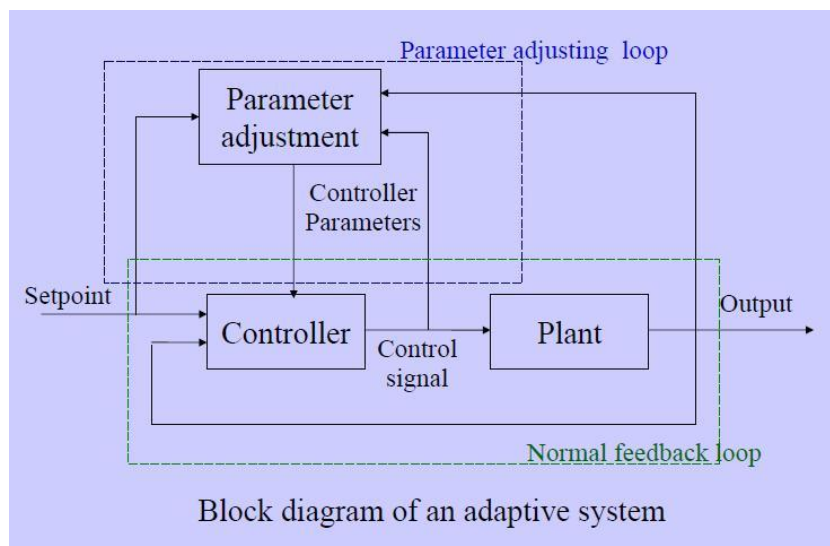 Parameter adjusting loop
Parameter
adjustment
Controller
Parameters
Setpoint
Controller
Control
signal
Plant
Output
Normal feedback loop
Block diagram of an adaptive system